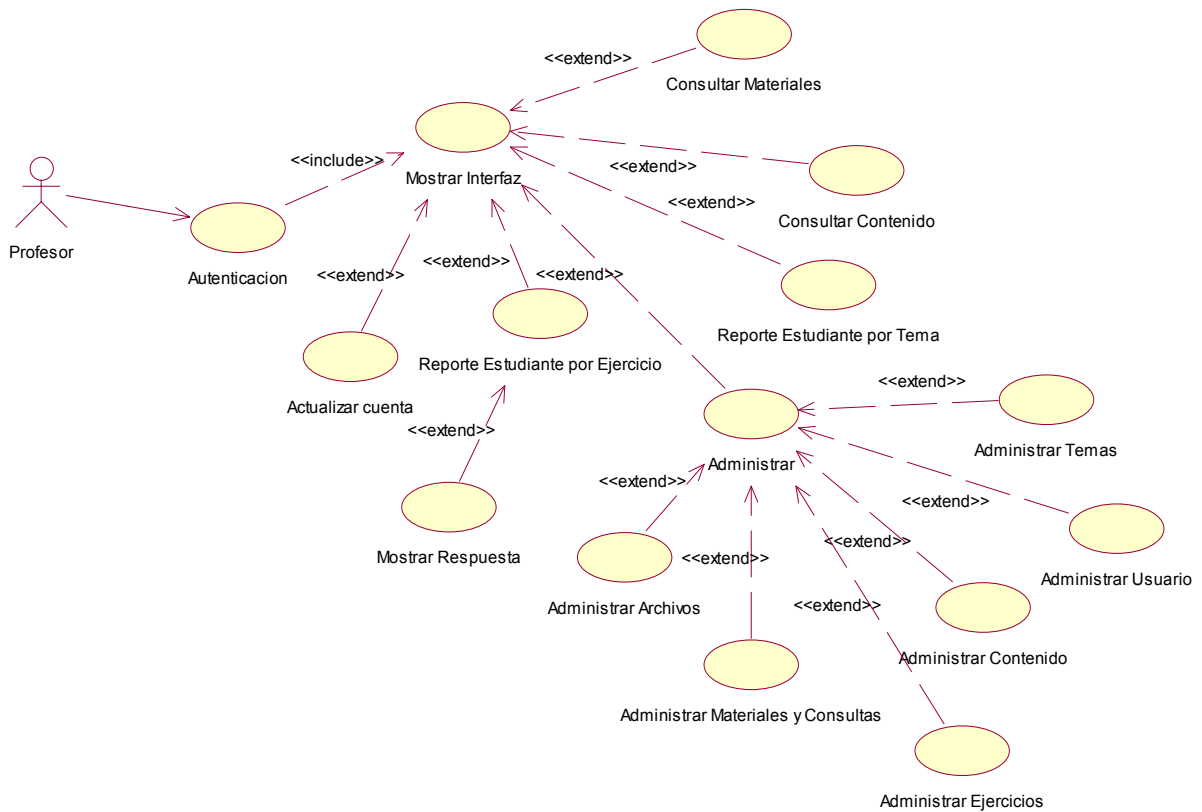 <<extend>>
Consultar Materiales
<<include>>
Mostrar Interfaz
<<extend>>
Consultar Contenido
<<extend>>
Profesor
Autenticacion
<<extend>>
<<extend>>
<<extend>>
Reporte Estudiante por Tema
Reporte Estudiante por Ejercicio
Actualizar cuenta
<<extend>>
<<extend>>
Administrar Temas
Administrar
<<extend>>
<<extend>>
Mostrar Respuesta
<<extend>>
<<extend>>
Administrar Usuario
Administrar Archivos
<<extend>>
Administrar Contenido
Administrar Materiales y Consultas
Administrar Ejercicios